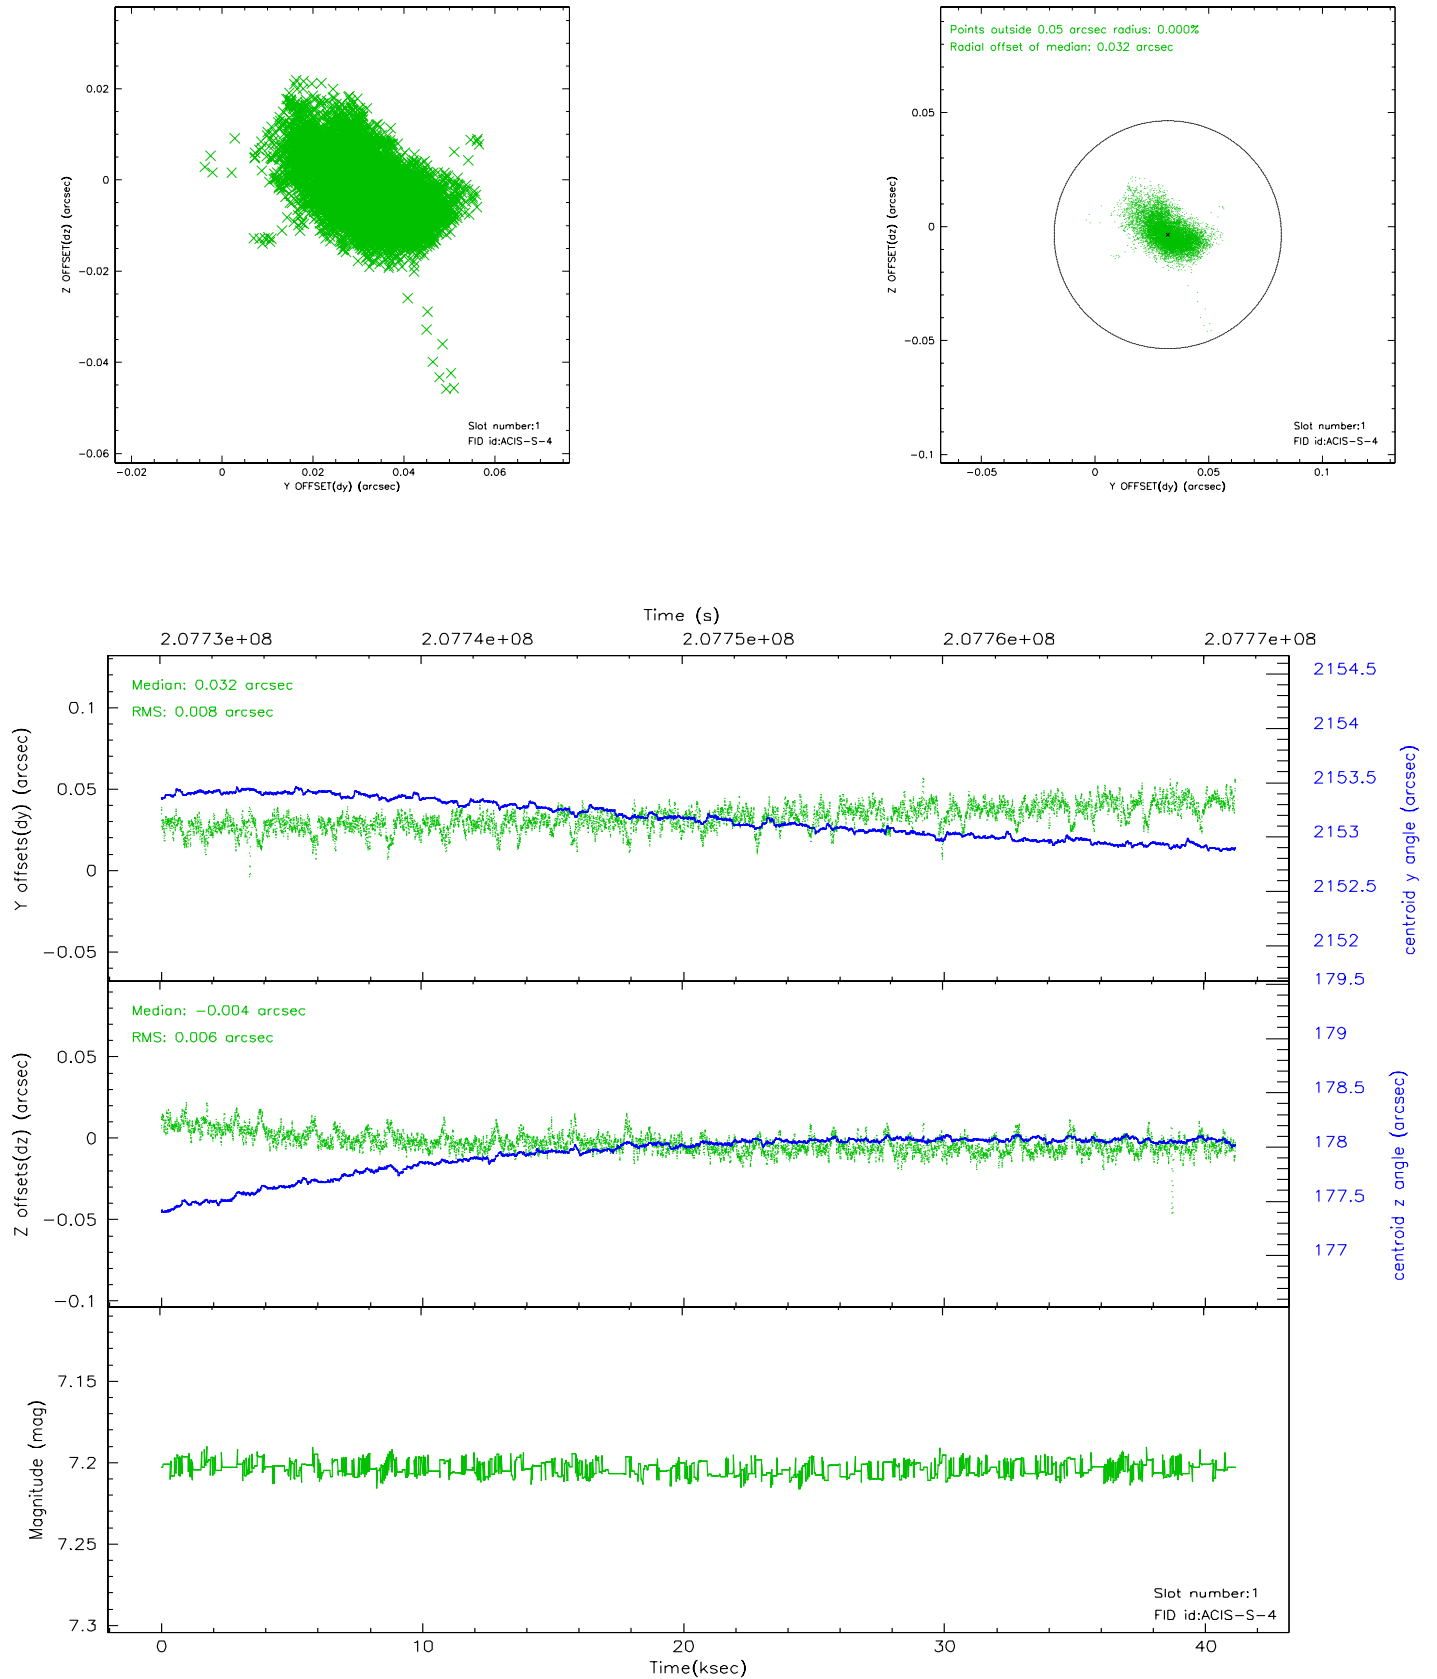 0.02
0
−0.02
−0.04
−0.06
Z OFFSET(dz) (arcsec)
Slot number:1
FID id:ACIS−S−4
−0.02 0 0.02 0.04 0.06
Y OFFSET(dy) (arcsec)
Points outside 0.05 arcsec radius: 0.000%
Radial offset of median: 0.032 arcsec
0.05
0
−0.05
−0.1
Z OFFSET(dz) (arcsec)
Slot number:1
FID id:ACIS−S−4
−0.05 0 0.05 0.1
Y OFFSET(dy) (arcsec)
Time (s)
2.0773e+08 2.0774e+08 2.0775e+08 2.0776e+08 2.0777e+08
Median: 0.032 arcsec
RMS: 0.008 arcsec
0.1
0.05
0
−0.05
Y offsets(dy) (arcsec)
2154.5
2154
2153.5
2153
2152.5
2152
centroid y angle (arcsec)
Median: −0.004 arcsec
RMS: 0.006 arcsec
0.05
0
−0.05
−0.1
Z offsets(dz) (arcsec)
179.5
179
178.5
178
177.5
177
centroid z angle (arcsec)
7.15
7.2
7.25
7.3
Magnitude (mag)
Slot number:1
FID id:ACIS−S−4
0 10 20 30 40
Time(ksec)